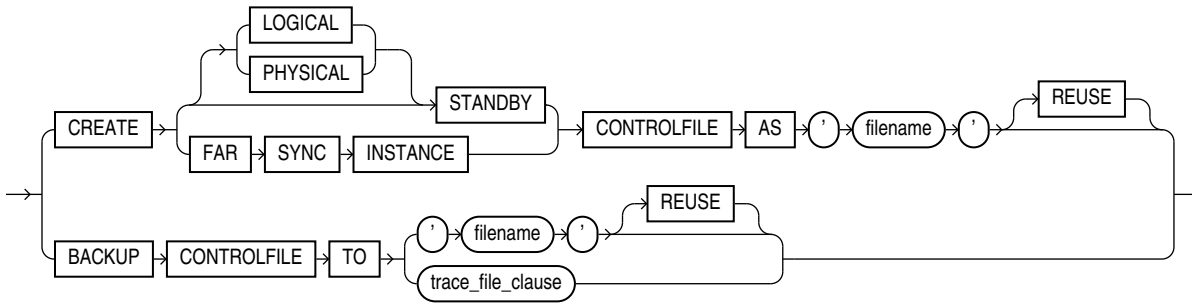 LOGICAL
PHYSICAL
REUSE
STANDBY
CREATE CONTROLFILE AS ' filename '
FAR SYNC INSTANCE
REUSE
BACKUP CONTROLFILE TO ' filename '
trace_file_clause